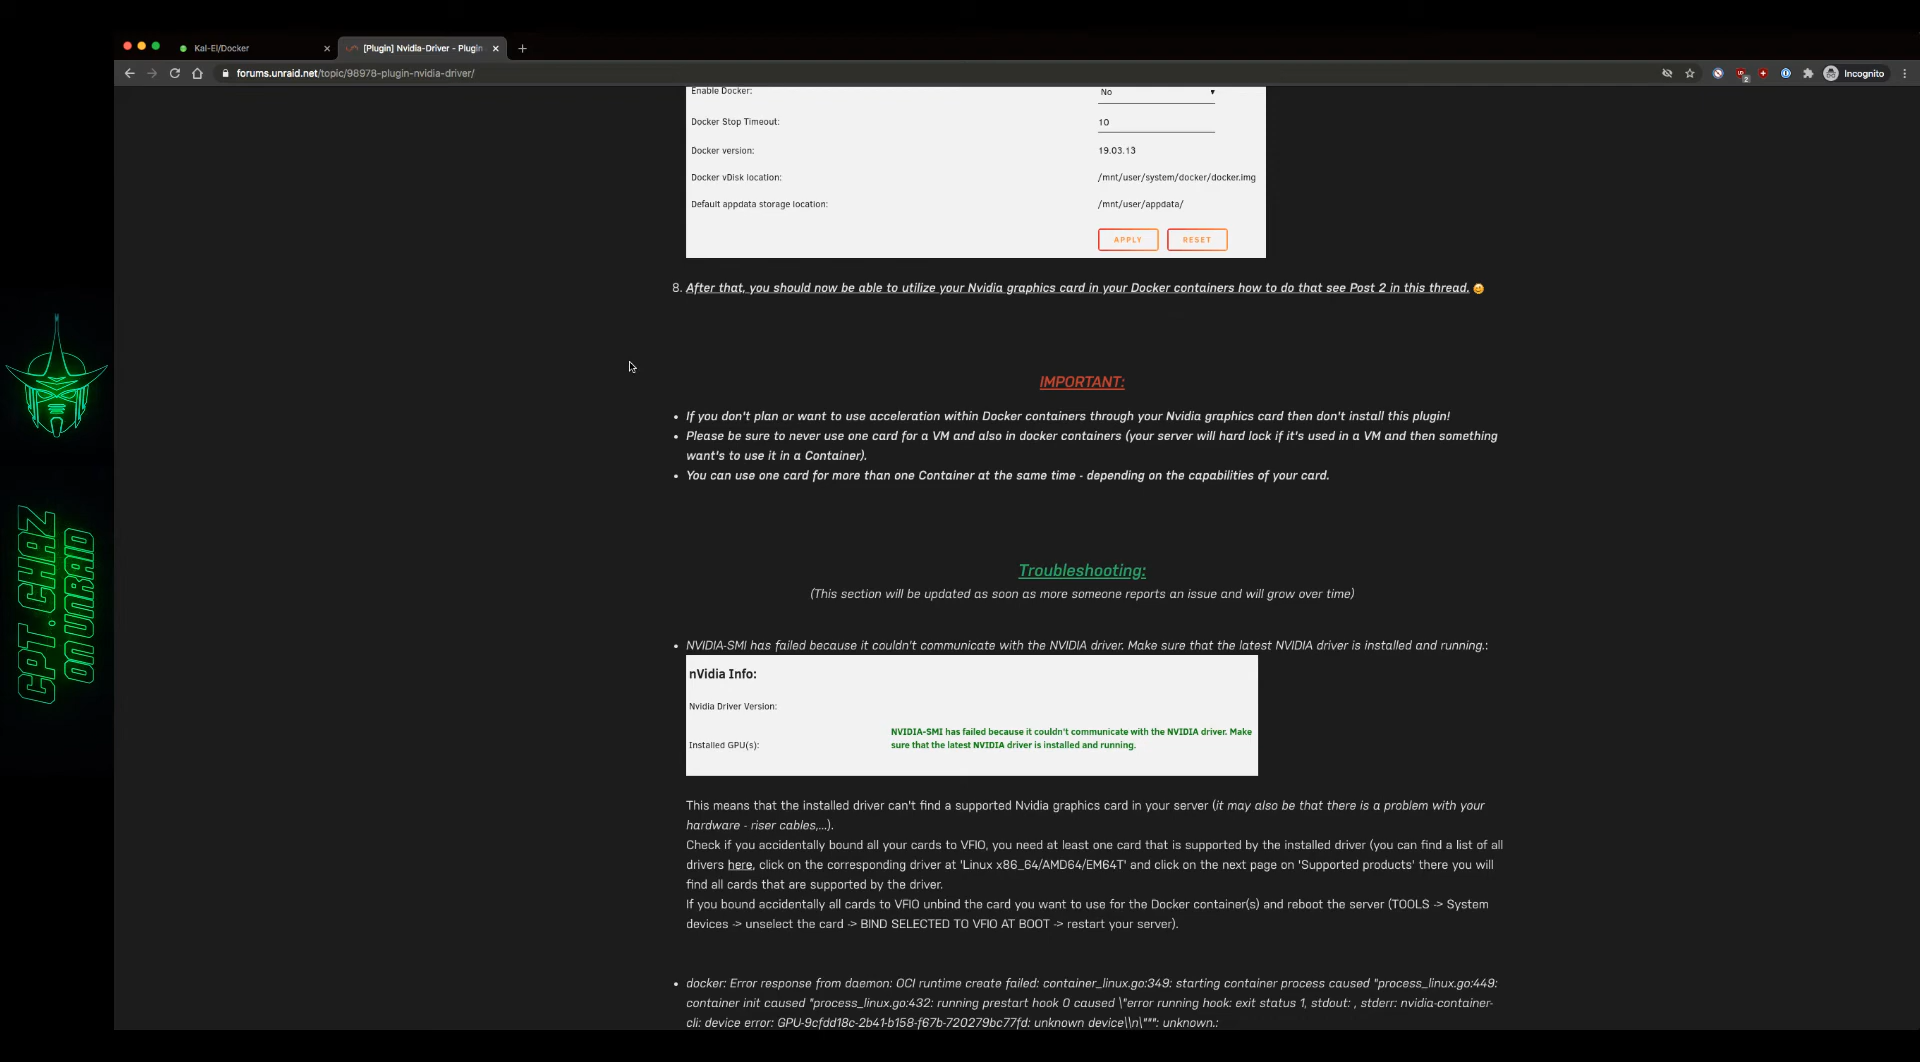 Kal-El/Docker
[Plugin] Nvidia-Driver - Plugin
forums.unraid.net/topic/98978-plugin-nvidia-driver/
2
Incognito
Enable Docker:
No
Docker Stop Timeout:
10
Docker version:
19.03.13
Docker vDisk location:
/mnt/user/system/docker/docker.img
Default appdata storage location:
/mnt/user/appdata/
APPLY
RESET
8. After that, you should now be able to utilize your Nvidia graphics card in your Docker containers how to do that see Post 2 in this thread.
IMPORTANT:
• If you don't plan or want to use acceleration within Docker containers through your Nvidia graphics card then don't install this plugin!
• Please be sure to never use one card for a VM and also in docker containers (your server will hard lock if it's used in a VM and then something
want's to use it in a Container).
• You can use one card for more than one Container at the same time - depending on the capabilities of your card.
Troubleshooting:
(This section will be updated as soon as more someone reports an issue and will grow over time)
• NVIDIA-SMI has failed because it couldn't communicate with the NVIDIA driver. Make sure that the latest NVIDIA driver is installed and running.:
nVidia Info:
Nvidia Driver Version:
Installed GPU(s):
NVIDIA-SMI has failed because it couldn't communicate with the NVIDIA driver. Make
sure that the latest NVIDIA driver is installed and running.
This means that the installed driver can't find a supported Nvidia graphics card in your server (it may also be that there is a problem with your
hardware - riser cables,...).
Check if you accidentally bound all your cards to VFIO, you need at least one card that is supported by the installed driver (you can find a list of all
drivers here, click on the corresponding driver at 'Linux x86_64/AMD64/EM64T' and click on the next page on 'Supported products' there you will
find all cards that are supported by the driver.
If you bound accidentally all cards to VFIO unbind the card you want to use for the Docker container(s) and reboot the server (TOOLS -> System
devices -> unselect the card -> BIND SELECTED TO VFIO AT BOOT -> restart your server).
• docker: Error response from daemon: OCI runtime create failed: container_linux.go:349: starting container process caused "process_linux.go:449:
container init caused "process_linux.go:432: running prestart hook 0 caused \"error running hook: exit status 1, stdout: , stderr: nvidia-container-
cli: device error: GPU-9cfdd18c-2b41-b158-f67b-720279bc77fd: unknown device\\n\""": unknown.:
CPT.CHAZ
ON UNRAID